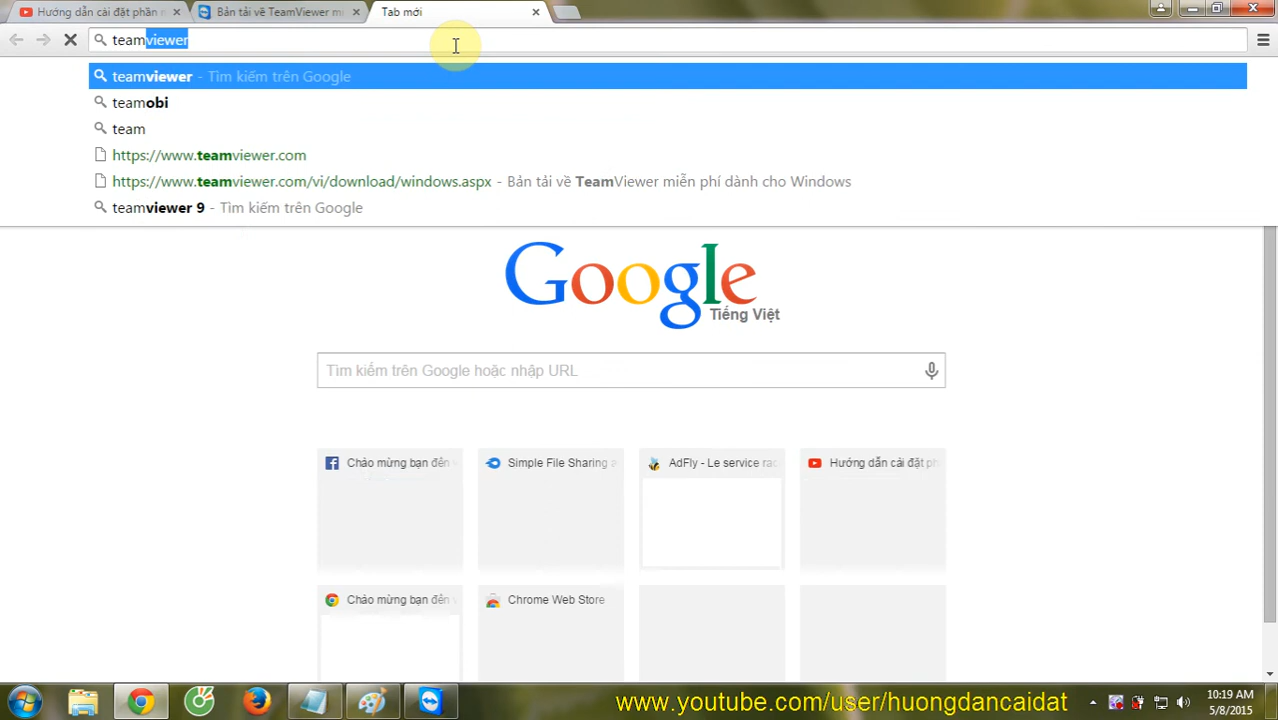 Hướng dẫn cài đặt phần n
Bản tải về TeamViewer mi
Tab mới
teamviewer
teamviewer - Tìm kiếm trên Google
teamobi
team
https://www.teamviewer.com
https://www.teamviewer.com/vi/download/windows.aspx - Bản tải về TeamViewer miễn phí dành cho Windows
teamviewer 9 - Tìm kiếm trên Google
Google
Tiếng Việt
Tìm kiếm trên Google hoặc nhập URL
Chào mừng bạn đến v
Simple File Sharing a
AdFly - Le service rac
Hướng dẫn cài đặt ph
Chào mừng bạn đến v
Chrome Web Store
www.youtube.com/user/huongdancaidat
10:19 AM
5/8/2015